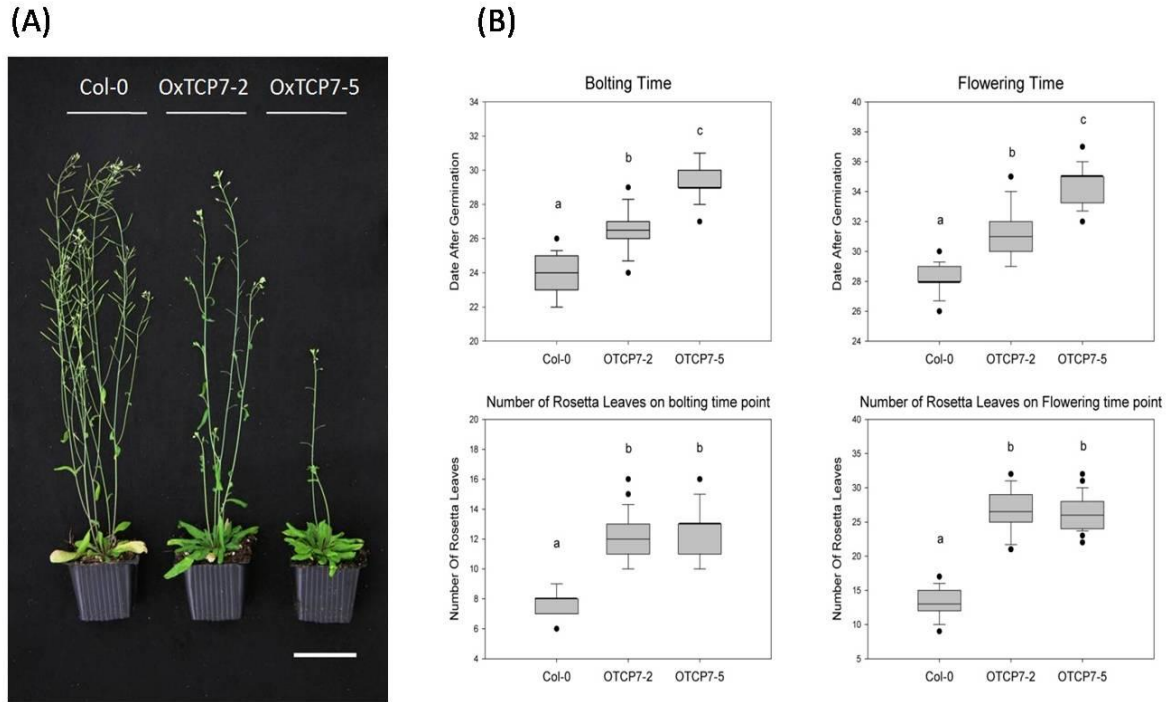 (A)
Col-0 OxTCP7-2 OxTCP7-5
(B)
Bolting Time
Date After Germination
34
32
30
28
26
24
22
20
a
b
c
Col-0 OTCP7-2 OTCP7-5
Flowering Time
Date After Germination
40
38
36
34
32
30
28
26
24
a
b
c
Col-0 OTCP7-2 OTCP7-5
Number of Rosetta Leaves on bolting time point
Number Of Rosetta Leaves
20
18
16
14
12
10
8
6
4
a
b
b
Col-0 OTCP7-2 OTCP7-5
Number of Rosetta Leaves on Flowering time point
Number Of Rosetta Leaves
40
35
30
25
20
15
10
5
a
b
b
Col-0 OTCP7-2 OTCP7-5